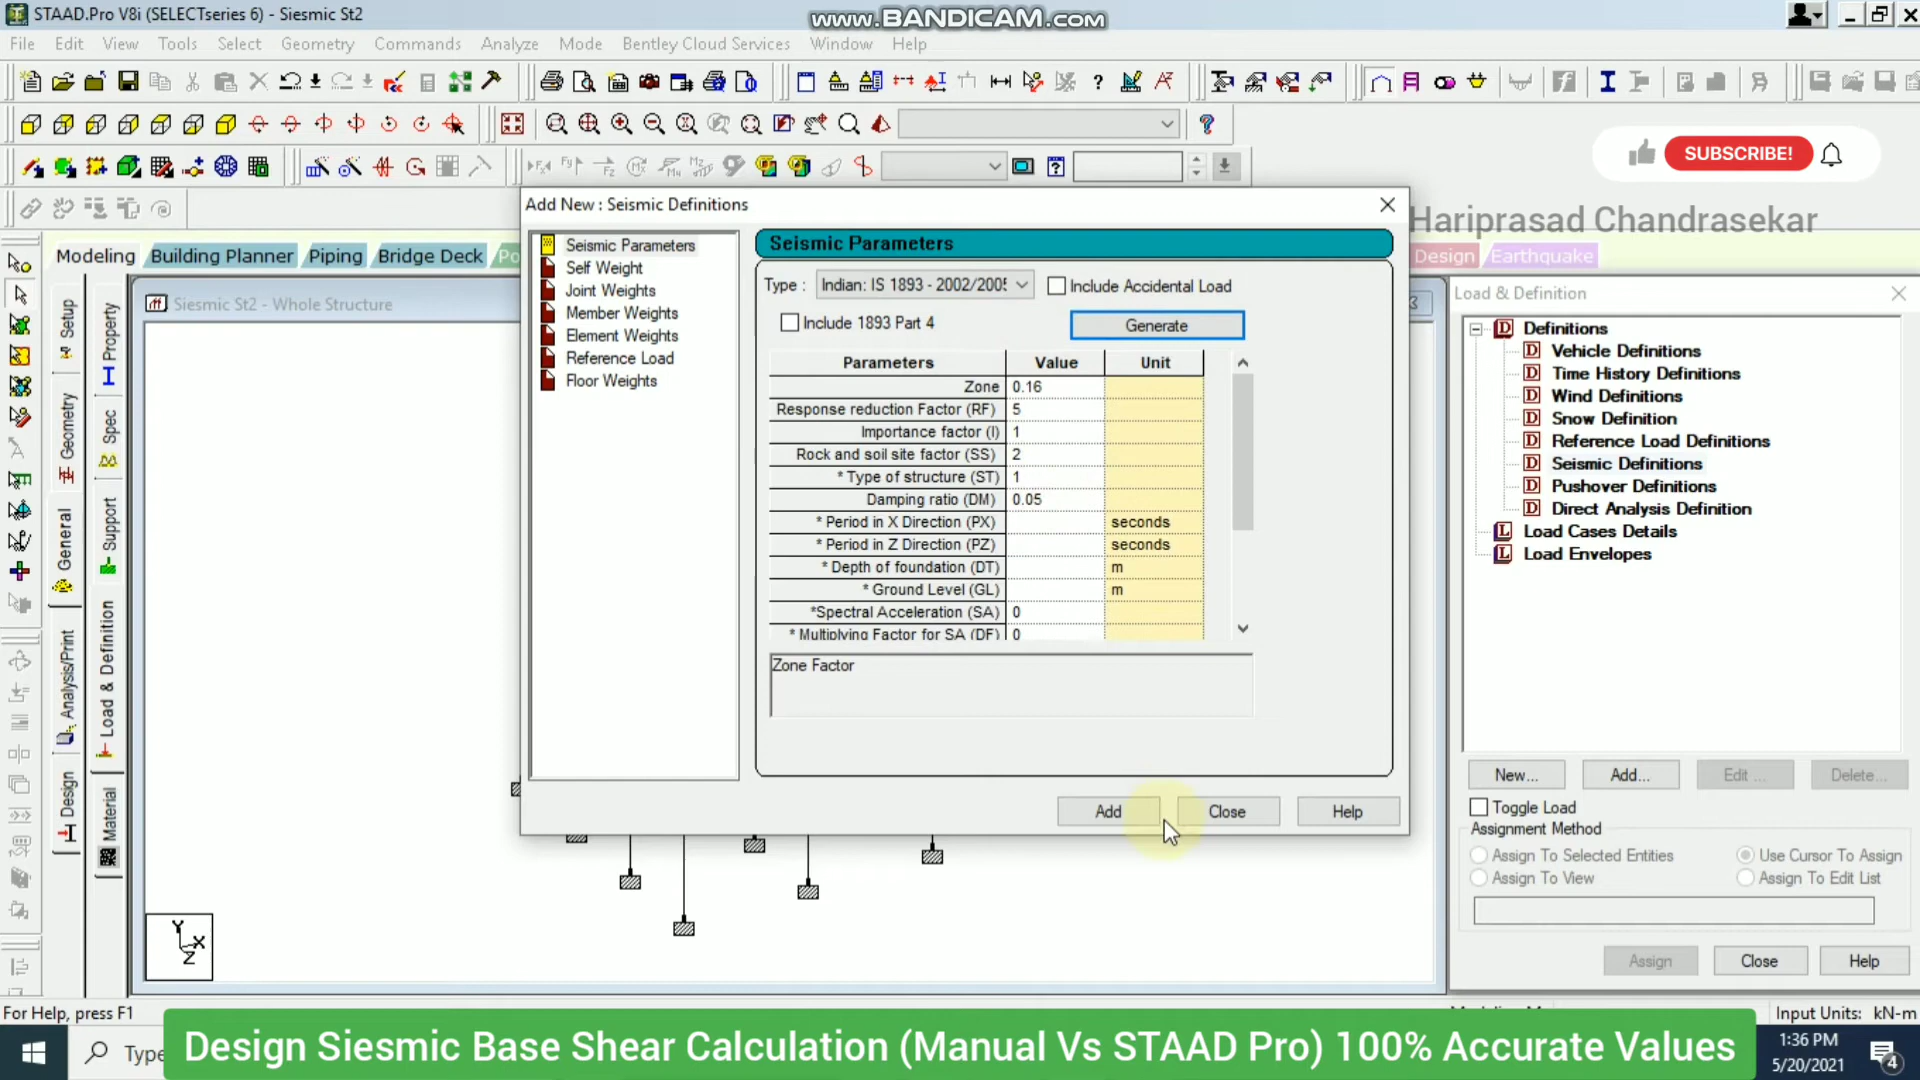 STAAD.Pro V8i (SELECTseries 6) - Siesmic St2
www.BANDICAM.com
File Edit View Tools Select Geometry Commands Analyze Mode Bentley Cloud Services Window Help
SUBSCRIBE!
Hariprasad Chandrasekar
Modeling Building Planner Piping Bridge Deck Po Design Earthquake
Siesmic St2 - Whole Structure
Setup
Geometry
General
Analysis/Print
Design
Property
Spec
Support
Load & Definition
Material
Add New : Seismic Definitions
Seismic Parameters
Self Weight
Joint Weights
Member Weights
Element Weights
Reference Load
Floor Weights
Seismic Parameters
Type : Indian: IS 1893 - 2002/2005 Include Accidental Load
Include 1893 Part 4 Generate
Parameters Value Unit
Zone 0.16
Response reduction Factor (RF) 5
Importance factor (I) 1
Rock and soil site factor (SS) 2
* Type of structure (ST) 1
Damping ratio (DM) 0.05
* Period in X Direction (PX) seconds
* Period in Z Direction (PZ) seconds
* Depth of foundation (DT) m
* Ground Level (GL) m
*Spectral Acceleration (SA) 0
* Multiplying Factor for SA (DF) 0
Zone Factor
Add Close Help
Load & Definition
Definitions
Vehicle Definitions
Time History Definitions
Wind Definitions
Snow Definition
Reference Load Definitions
Seismic Definitions
Pushover Definitions
Direct Analysis Definition
Load Cases Details
Load Envelopes
New... Add... Edit ... Delete...
Toggle Load
Assignment Method
Assign To Selected Entities Use Cursor To Assign
Assign To View Assign To Edit List
Assign Close Help
Y
X
Z
For Help, press F1
Input Units: kN-m
Type
Design Siesmic Base Shear Calculation (Manual Vs STAAD Pro) 100% Accurate Values
1:36 PM
5/20/2021
4